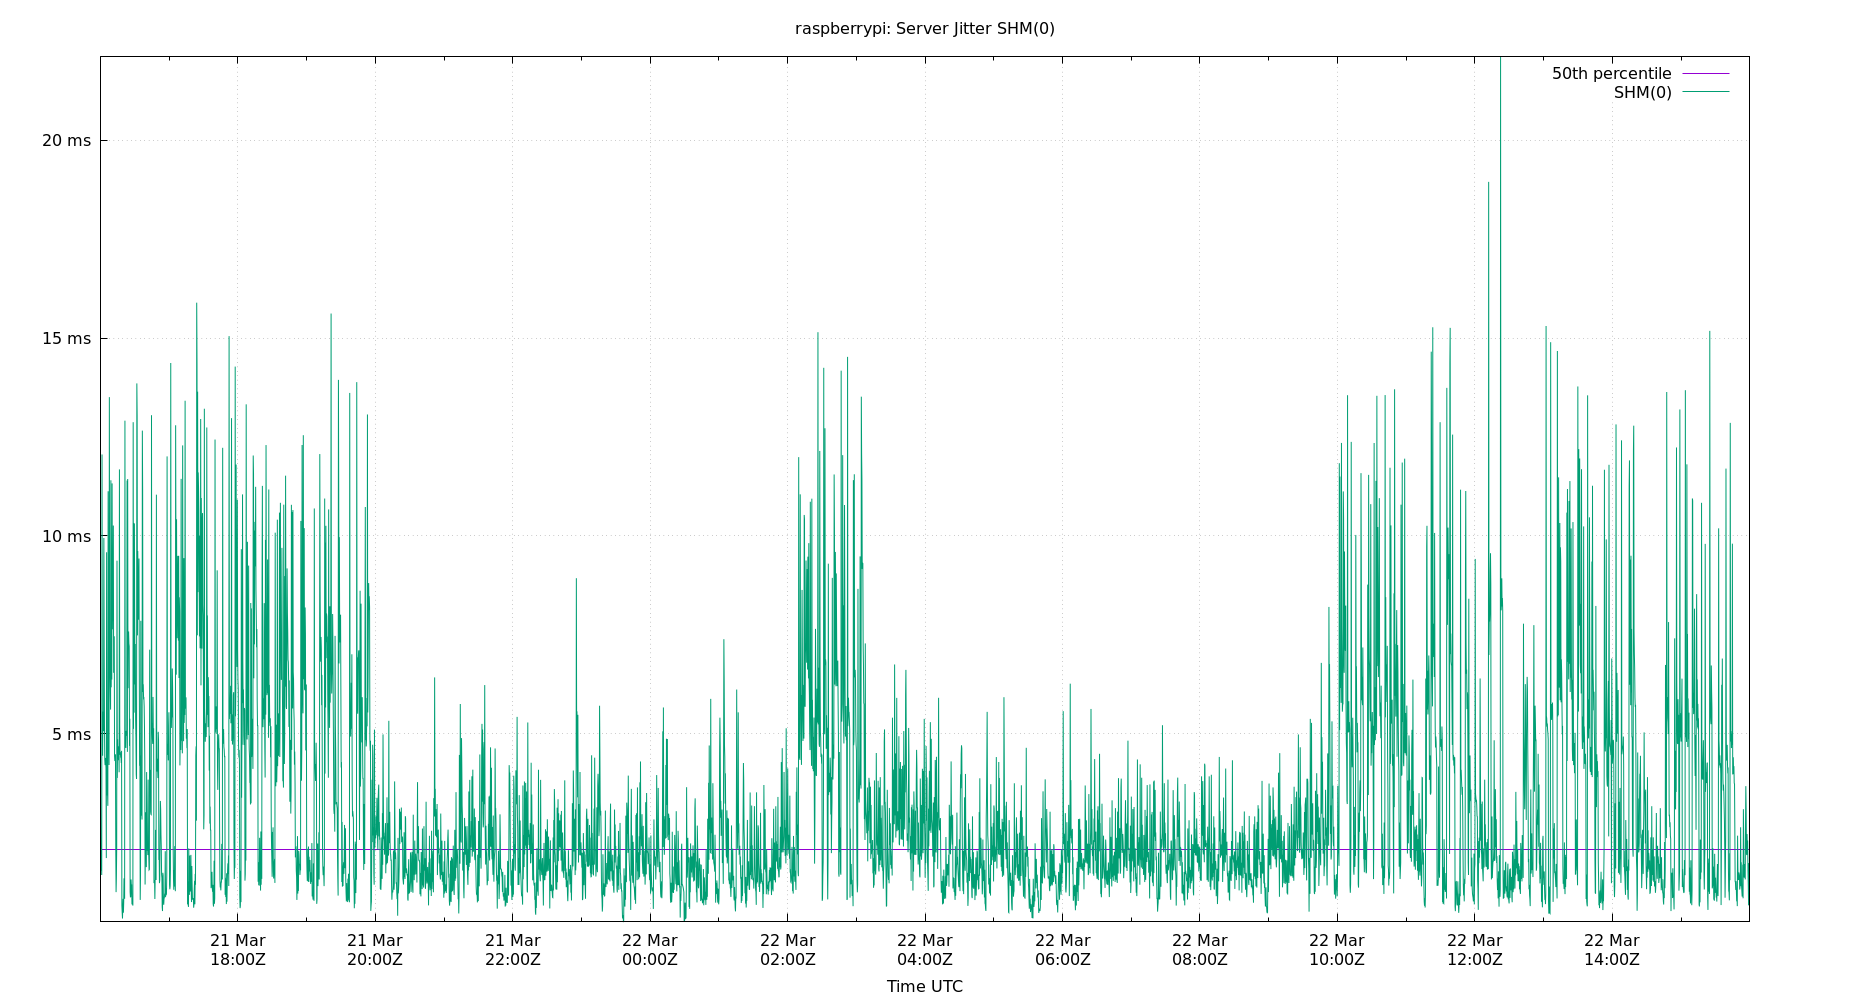 raspberrypi: Server Jitter SHM(0)
50th percentile
SHM(0)
20 ms
15 ms
10 ms
5 ms
21 Mar 21 Mar 21 Mar 22 Mar 22 Mar 22 Mar 22 Mar 22 Mar 22 Mar 22 Mar 22 Mar
18:00Z 20:00Z 22:00Z 00:00Z 02:00Z 04:00Z 06:00Z 08:00Z 10:00Z 12:00Z 14:00Z
Time UTC